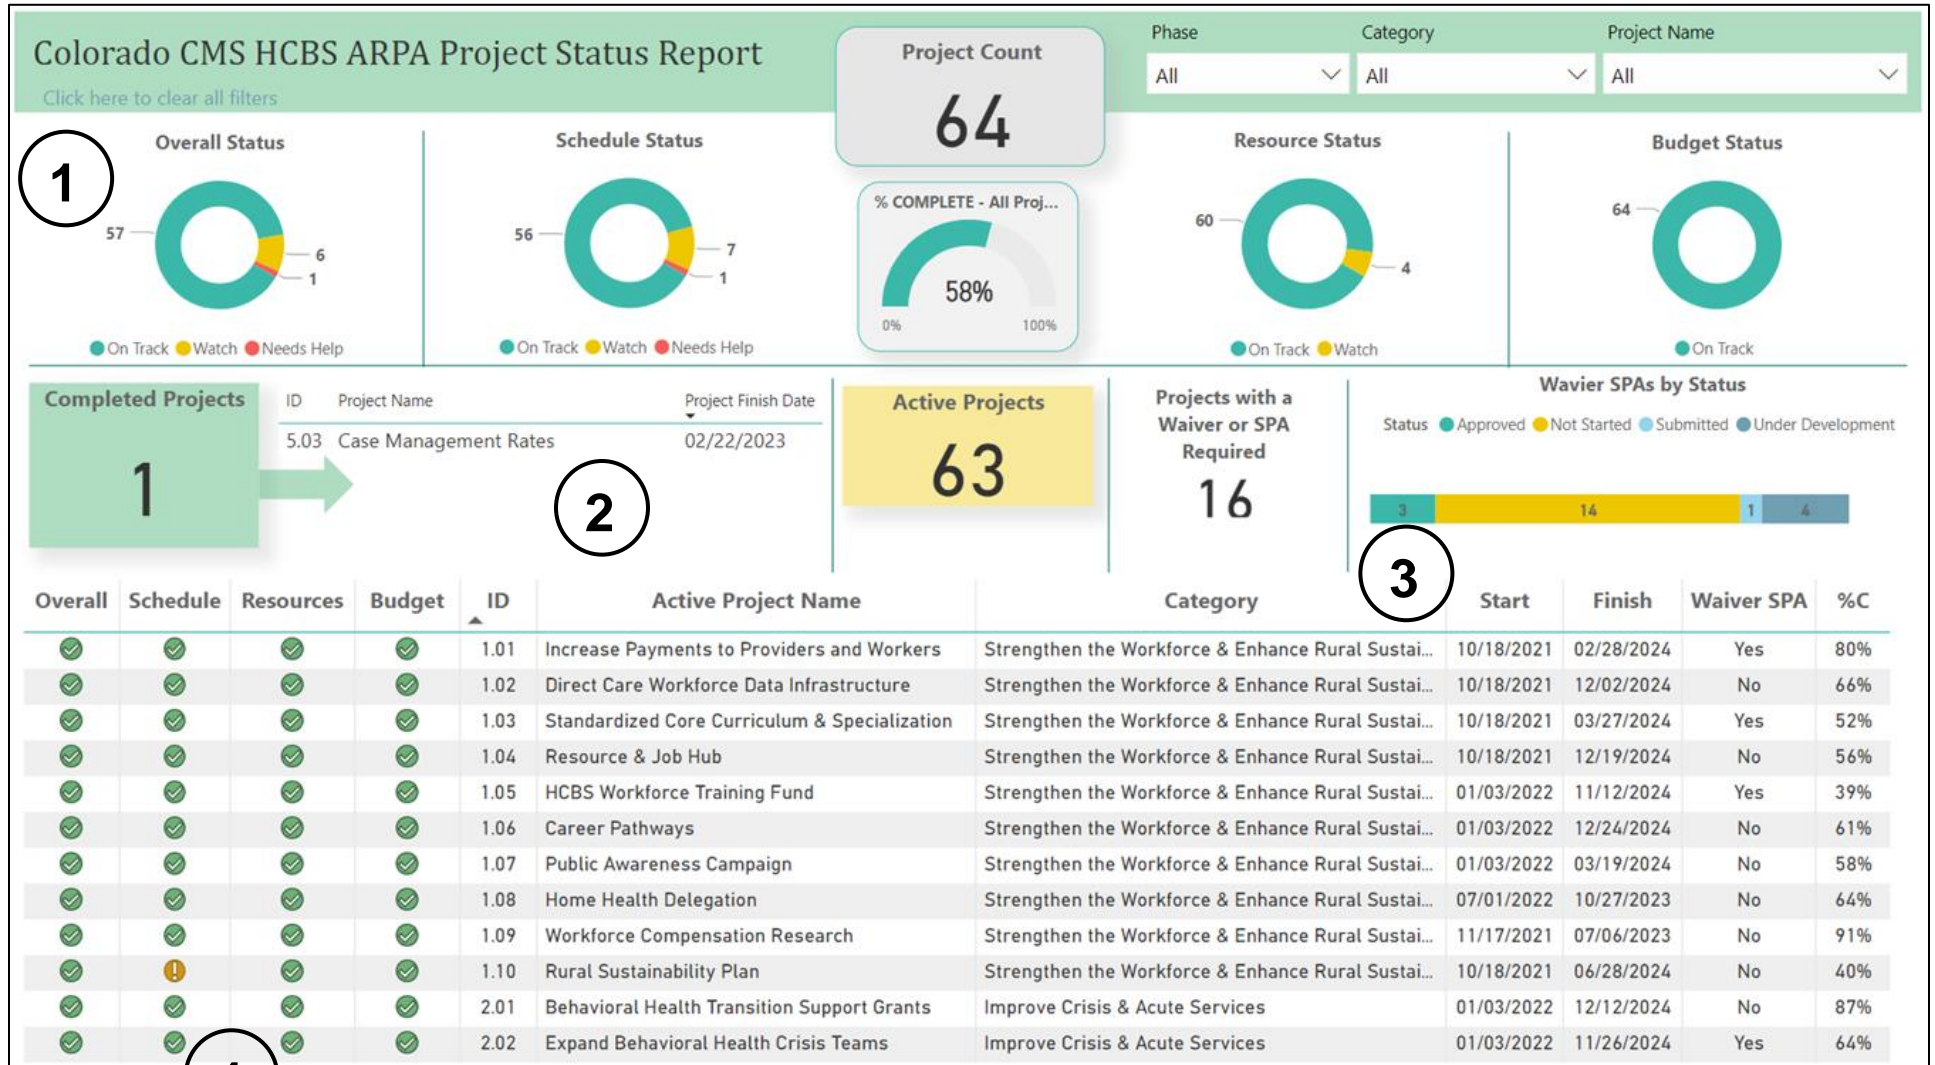 Colorado CMS HCBS ARPA Project Status Report
Click here to clear all filters
Project Count
64
Phase
All
Category
All
Project Name
All
1
Overall Status
57
6
1
On Track Watch Needs Help
Schedule Status
56
7
1
On Track Watch Needs Help
% COMPLETE - All Proj...
58%
0%
100%
Resource Status
60
4
On Track Watch
Budget Status
64
On Track
Completed Projects
1
ID Project Name Project Finish Date
5.03 Case Management Rates 02/22/2023
2
Active Projects
63
Projects with a
Waiver or SPA
Required
16
Wavier SPAs by Status
Status Approved Not Started Submitted Under Development
3 14 1 4
3
Overall Schedule Resources Budget ID Active Project Name Category Start Finish Waiver SPA %C
1.01 Increase Payments to Providers and Workers Strengthen the Workforce & Enhance Rural Sustai... 10/18/2021 02/28/2024 Yes 80%
1.02 Direct Care Workforce Data Infrastructure Strengthen the Workforce & Enhance Rural Sustai... 10/18/2021 12/02/2024 No 66%
1.03 Standardized Core Curriculum & Specialization Strengthen the Workforce & Enhance Rural Sustai... 10/18/2021 03/27/2024 Yes 52%
1.04 Resource & Job Hub Strengthen the Workforce & Enhance Rural Sustai... 10/18/2021 12/19/2024 No 56%
1.05 HCBS Workforce Training Fund Strengthen the Workforce & Enhance Rural Sustai... 01/03/2022 11/12/2024 Yes 39%
1.06 Career Pathways Strengthen the Workforce & Enhance Rural Sustai... 01/03/2022 12/24/2024 No 61%
1.07 Public Awareness Campaign Strengthen the Workforce & Enhance Rural Sustai... 01/03/2022 03/19/2024 No 58%
1.08 Home Health Delegation Strengthen the Workforce & Enhance Rural Sustai... 07/01/2022 10/27/2023 No 64%
1.09 Workforce Compensation Research Strengthen the Workforce & Enhance Rural Sustai... 11/17/2021 07/06/2023 No 91%
1.10 Rural Sustainability Plan Strengthen the Workforce & Enhance Rural Sustai... 10/18/2021 06/28/2024 No 40%
2.01 Behavioral Health Transition Support Grants Improve Crisis & Acute Services 01/03/2022 12/12/2024 No 87%
2.02 Expand Behavioral Health Crisis Teams Improve Crisis & Acute Services 01/03/2022 11/26/2024 Yes 64%